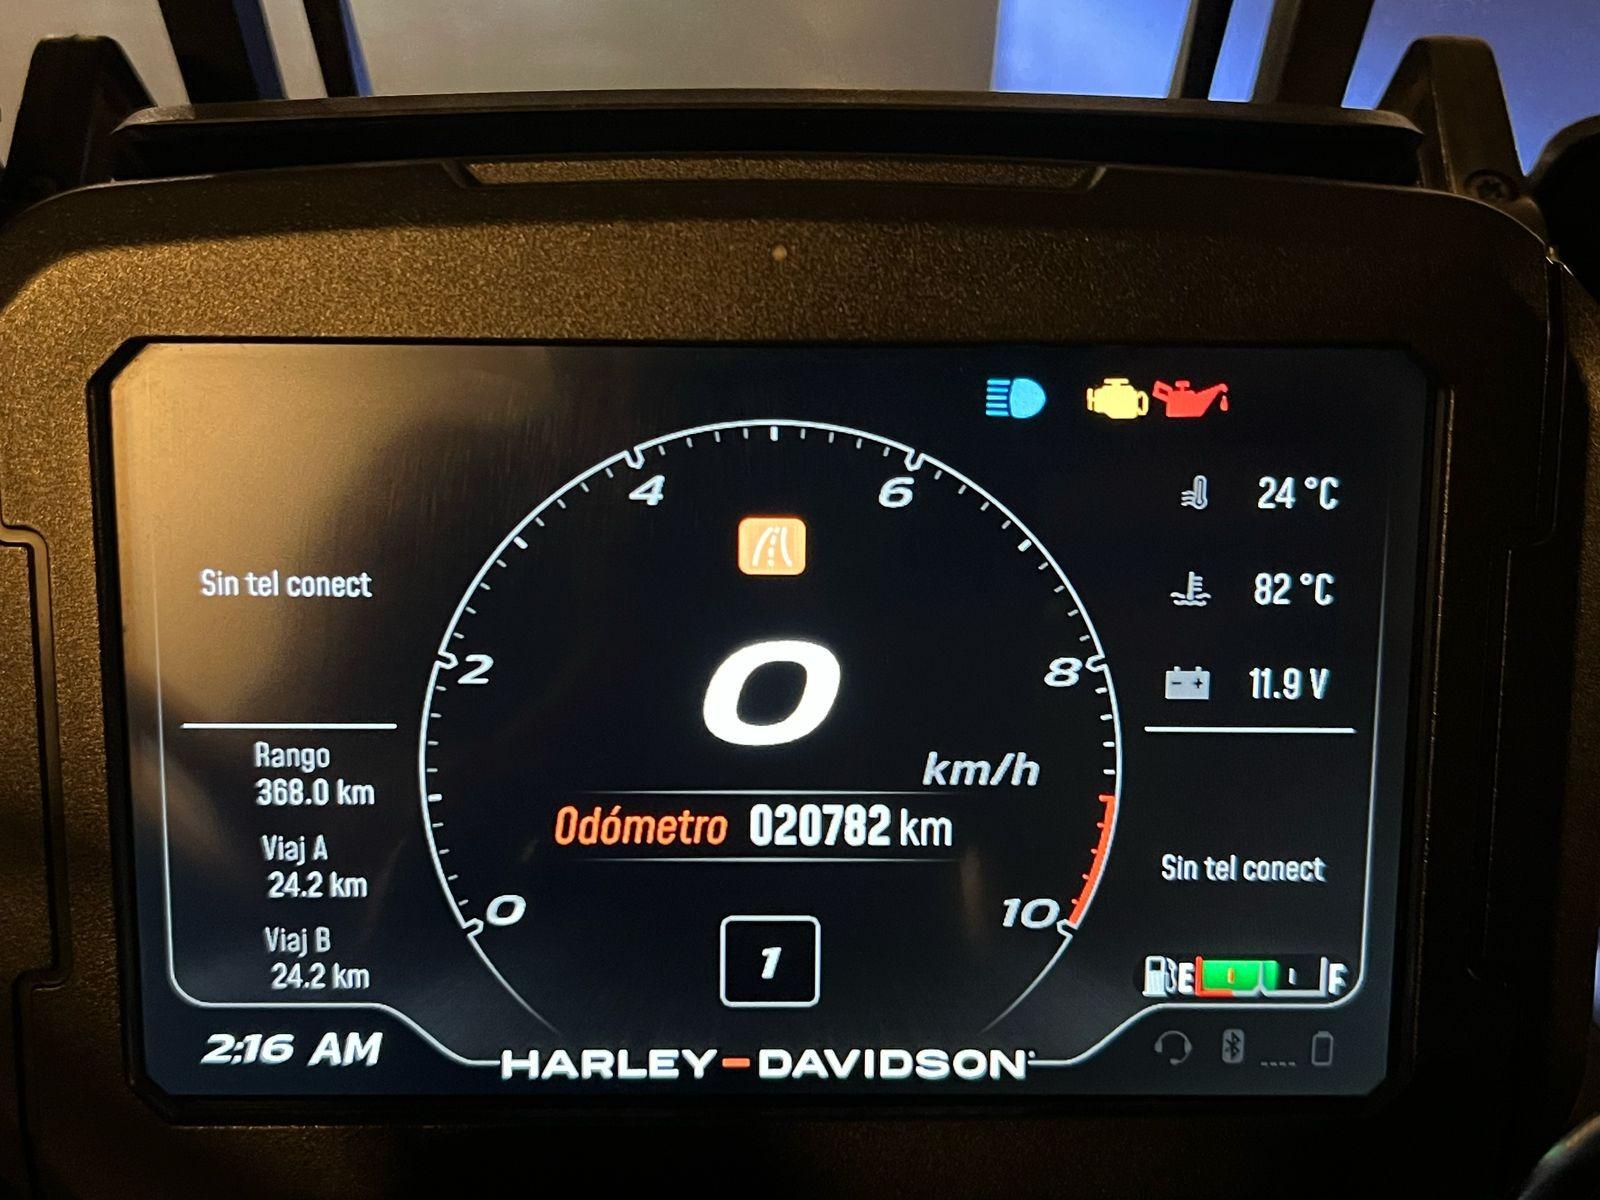 24 °C
4
6
Sin tel conect
82 °C
2
8
0
11.9 V
km/h
Rango
368.0 km
Odómetro 020782 km
Viaj A
24.2 km
Sin tel conect
0
10
Viaj B
24.2 km
1
E F
2:16 AM
HARLEY-DAVIDSON